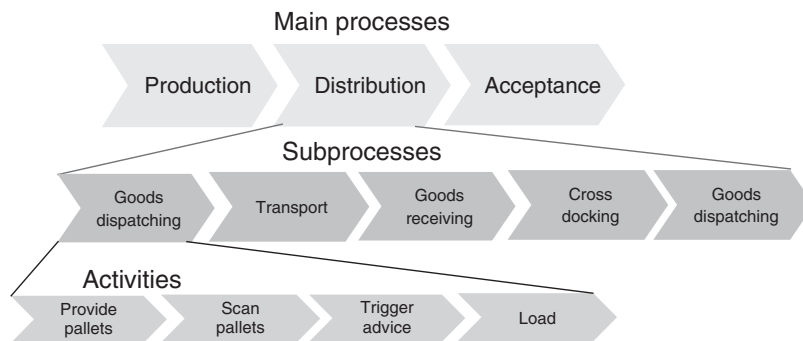 Main processes
Production
Distribution
Acceptance
Subprocesses
Goods
dispatching
Transport
Goods
receiving
Cross
docking
Goods
dispatching
Activities
Provide
pallets
Scan
pallets
Trigger
advice
Load